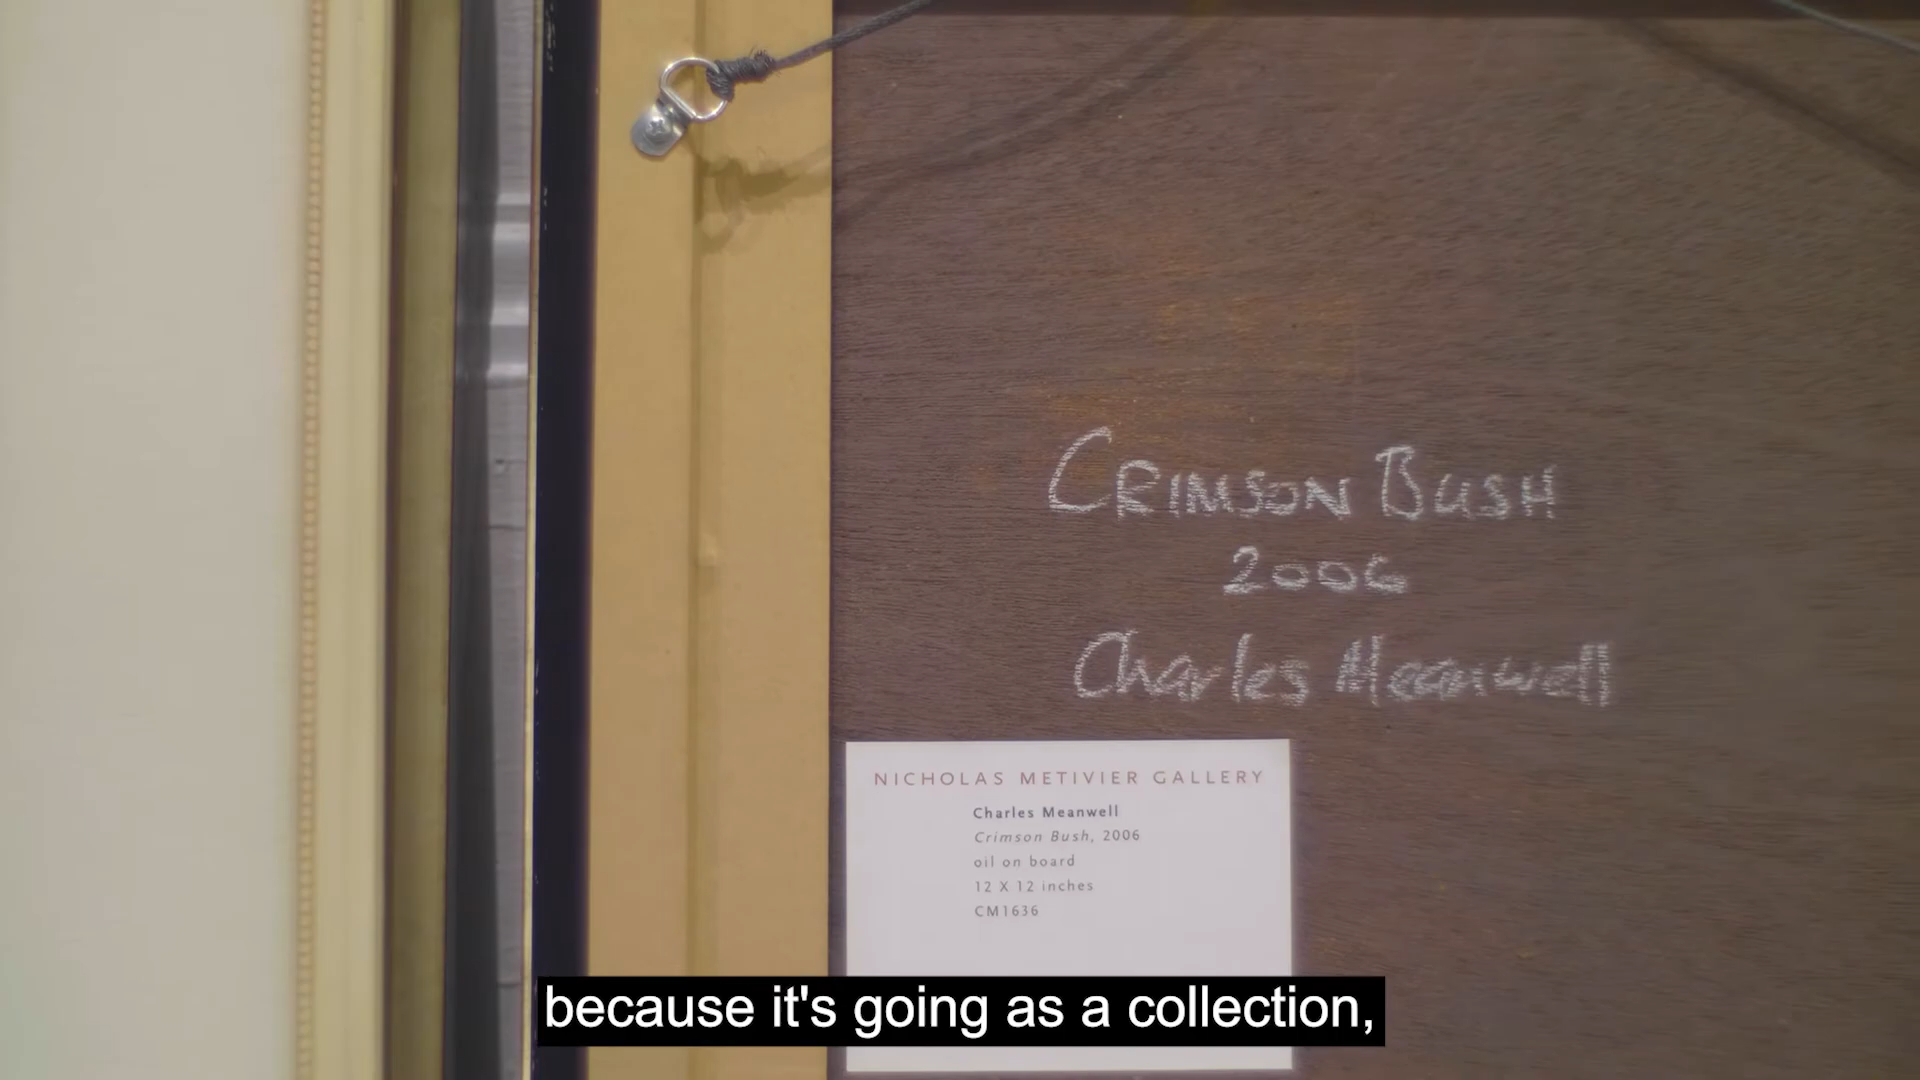 CRIMSON BUSH
2006
Charles Meanwell
NICHOLAS METIVIER GALLERY
Charles Meanwell
Crimson Bush, 2006
oil on board
12 X 12 inches
CM1636
because it's going as a collection,